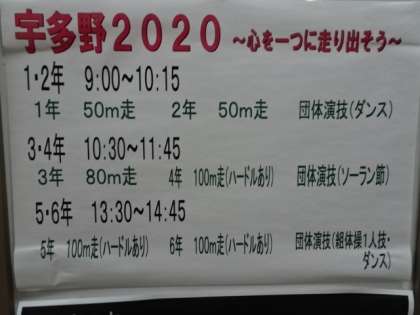 宇多野2020 ～心を一つに走り出そう～
1・2年 9:00～10:15
1年 50m走 2年 50m走 団体演技(ダンス)
3・4年 10:30～11:45
3年 80m走 4年 100m走(ハードルあり) 団体演技(ソーラン節)
5・6年 13:30～14:45
5年 100m走(ハードルあり) 6年 100m走(ハードルあり) 団体演技(組体操1人技・
ダンス)